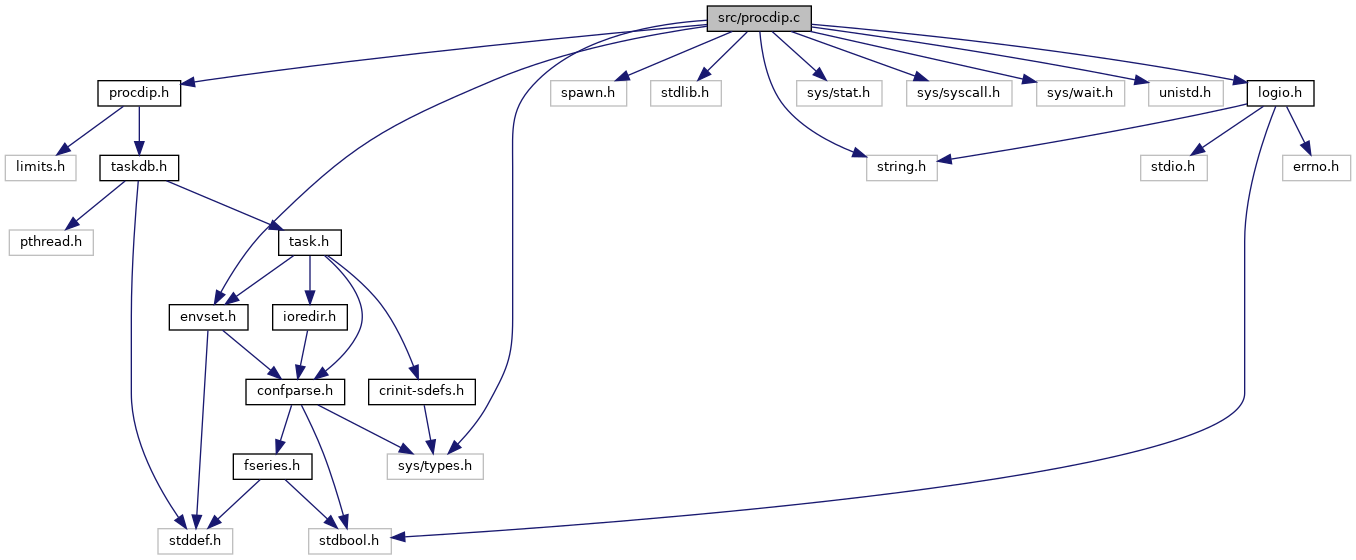 src/procdip.c
procdip.h
spawn.h
stdlib.h
sys/stat.h
sys/syscall.h
sys/wait.h
unistd.h
logio.h
limits.h
taskdb.h
string.h
stdio.h
errno.h
pthread.h
task.h
envset.h
ioredir.h
confparse.h
crinit-sdefs.h
fseries.h
sys/types.h
stddef.h
stdbool.h